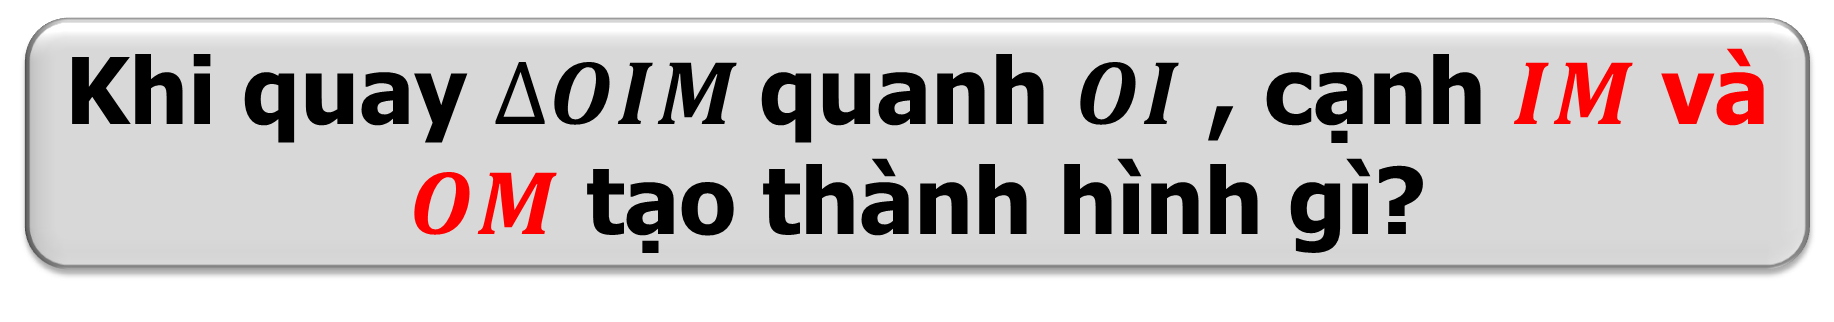 Khi quay ΔOIM quanh OI , cạnh IM và
OM tạo thành hình gì?